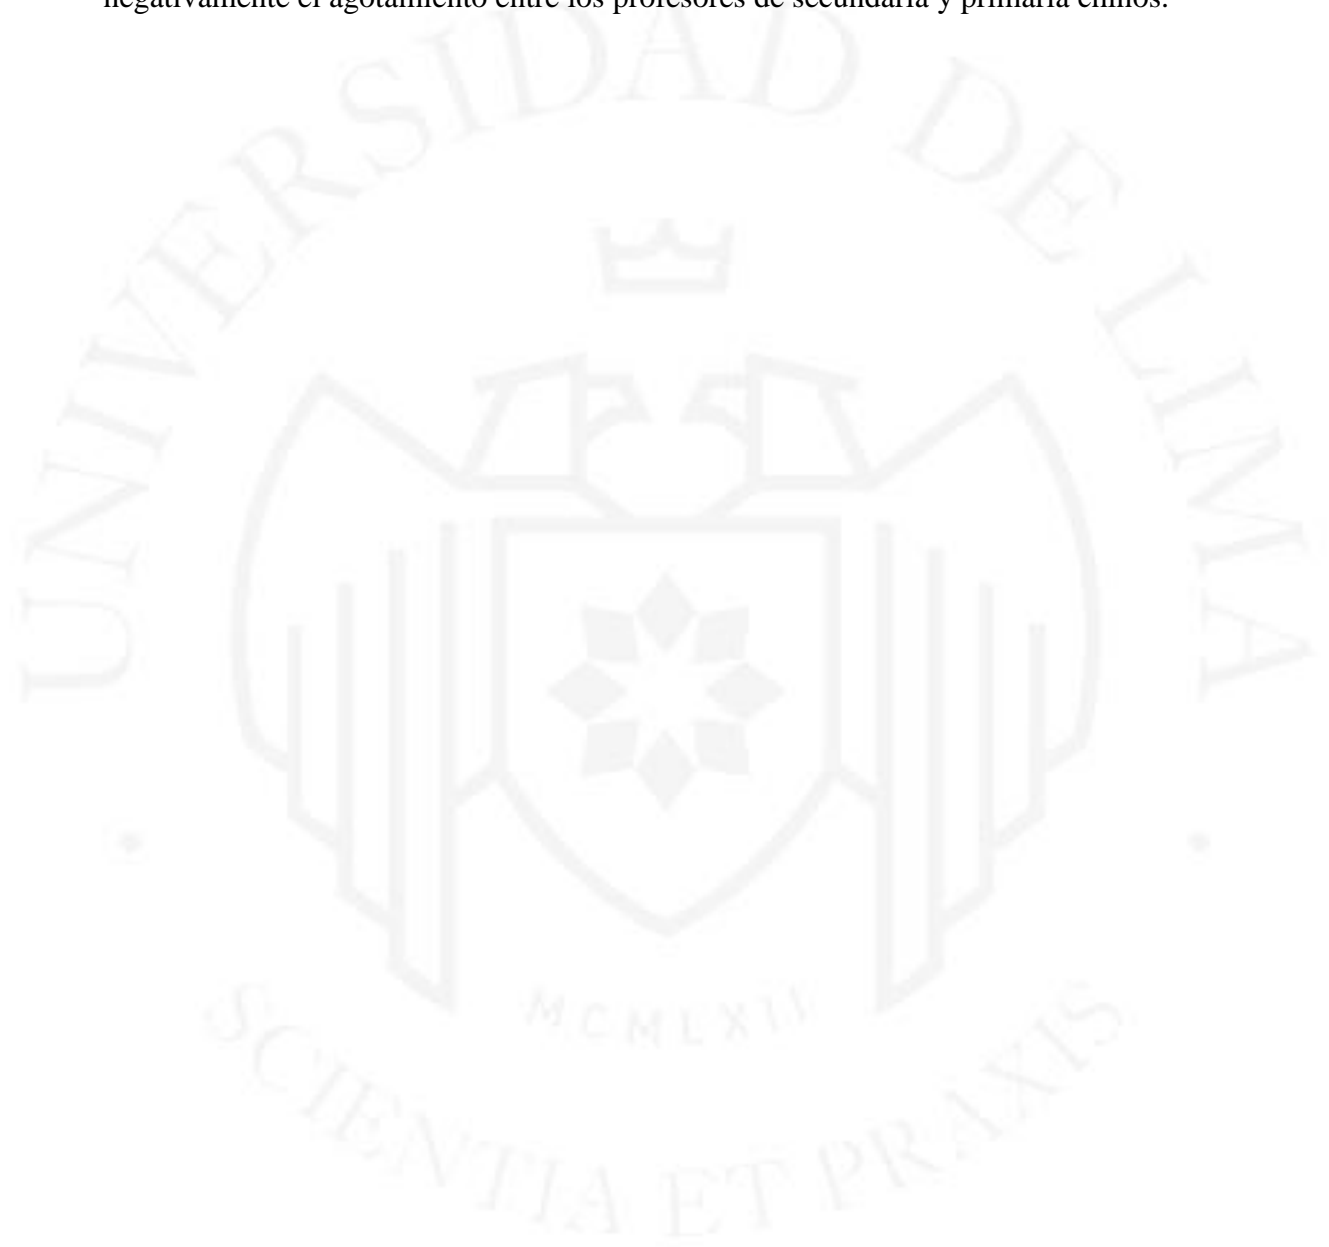 negativamente el agotamiento entre los profesores de secundaria y primaria chinos.
UNIVERSIDAD DE LIMA
MCMLXII
SCIENTIA ET PRAXIS